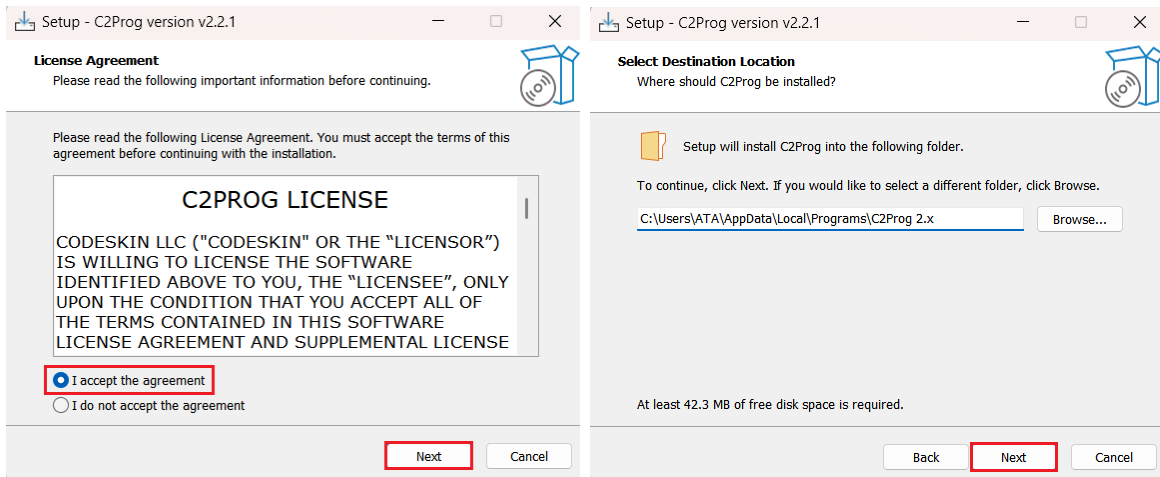 Setup - C2Prog version v2.2.1
License Agreement
Please read the following important information before continuing.
Please read the following License Agreement. You must accept the terms of this
agreement before continuing with the installation.
C2PROG LICENSE
CODESKIN LLC ("CODESKIN" OR THE “LICENSOR”)
IS WILLING TO LICENSE THE SOFTWARE
IDENTIFIED ABOVE TO YOU, THE “LICENSEE”, ONLY
UPON THE CONDITION THAT YOU ACCEPT ALL OF
THE TERMS CONTAINED IN THIS SOFTWARE
LICENSE AGREEMENT AND SUPPLEMENTAL LICENSE
I accept the agreement
I do not accept the agreement
Next
Cancel
Setup - C2Prog version v2.2.1
Select Destination Location
Where should C2Prog be installed?
Setup will install C2Prog into the following folder.
To continue, click Next. If you would like to select a different folder, click Browse.
C:\Users\ATA\AppData\Local\Programs\C2Prog 2.x
Browse...
At least 42.3 MB of free disk space is required.
Back
Next
Cancel